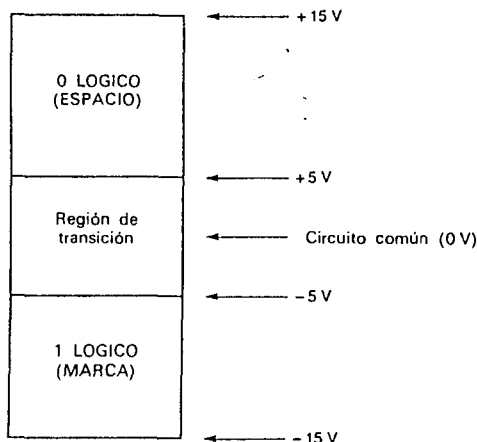 +15 V
0 LOGICO
(ESPACIO)
+5 V
Región de
transición
Circuito común (0 V)
-5 V
1 LOGICO
(MARCA)
-15 V